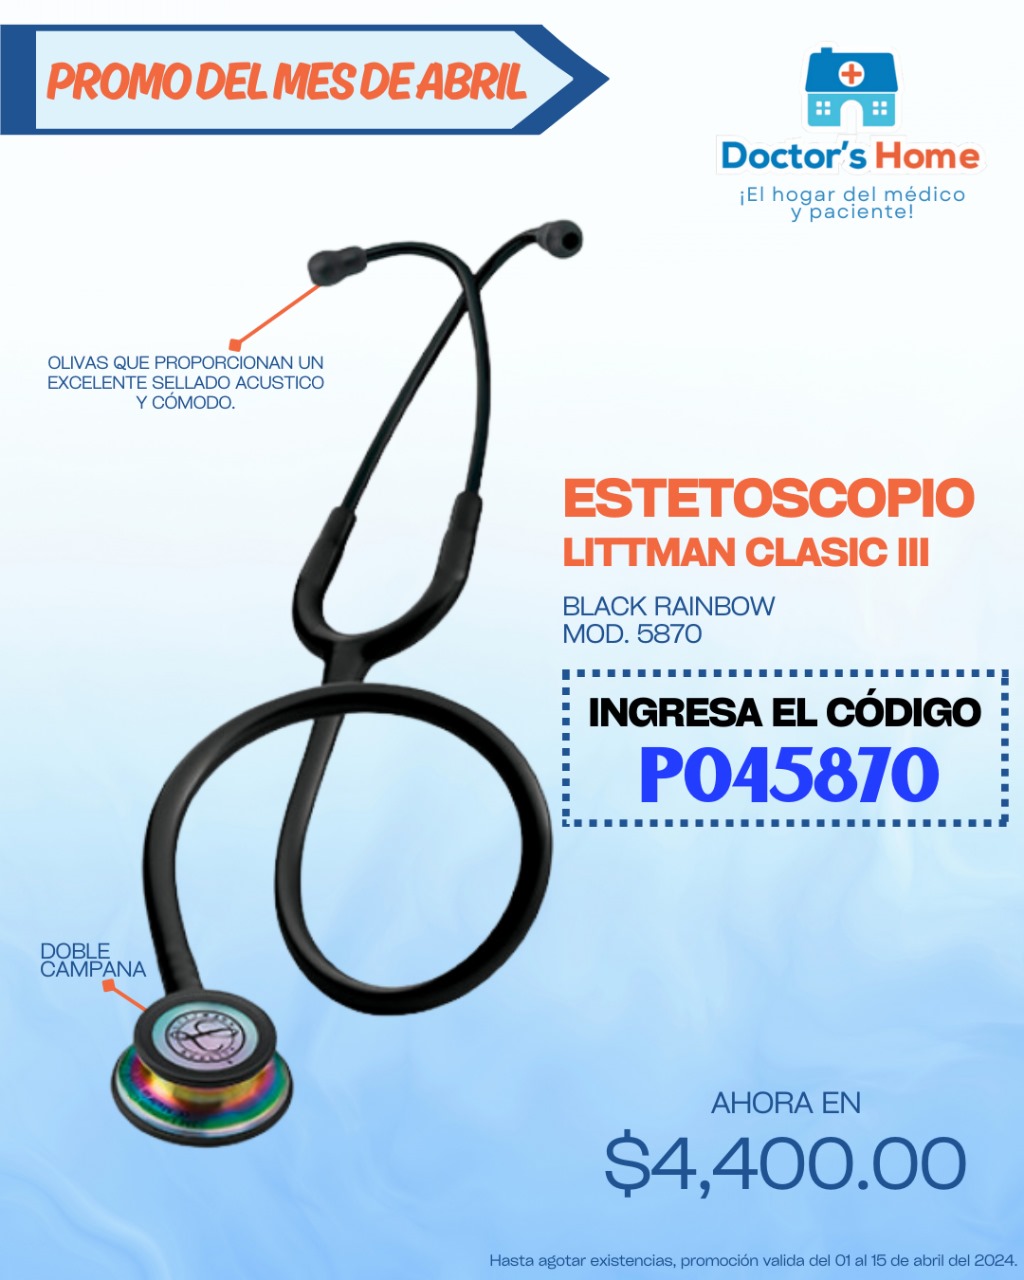 PROMO DEL MES DE ABRIL
Doctor's Home
¡El hogar del médico
y paciente!
OLIVAS QUE PROPORCIONAN UN
EXCELENTE SELLADO ACUSTICO
Y CÓMODO.
ESTETOSCOPIO
LITTMAN CLASIC III
BLACK RAINBOW
MOD. 5870
INGRESA EL CÓDIGO
P045870
DOBLE
CAMPANA
AHORA EN
$4,400.00
Hasta agotar existencias, promoción valida del 01 al 15 de abril del 2024.